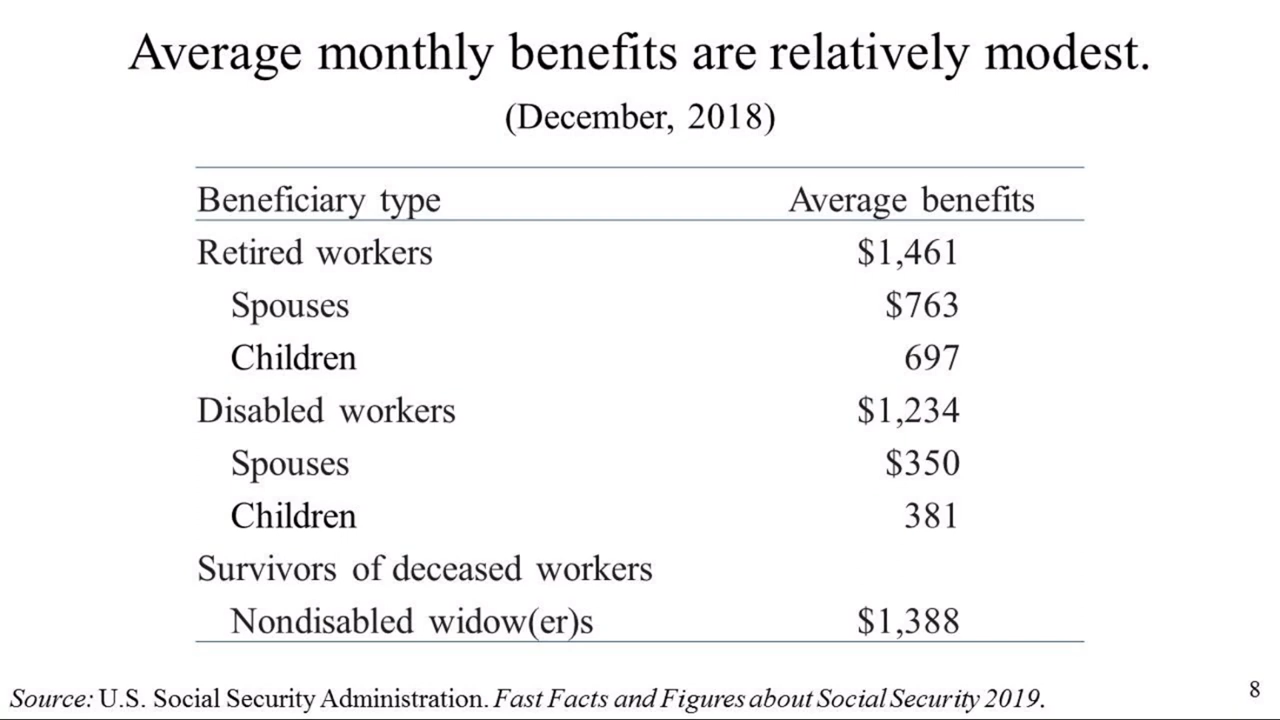 Average monthly benefits are relatively modest.
(December, 2018)
Beneficiary type Average benefits
Retired workers $1,461
Spouses $763
Children 697
Disabled workers $1,234
Spouses $350
Children 381
Survivors of deceased workers
Nondisabled widow(er)s $1,388
Source: U.S. Social Security Administration. Fast Facts and Figures about Social Security 2019.
8